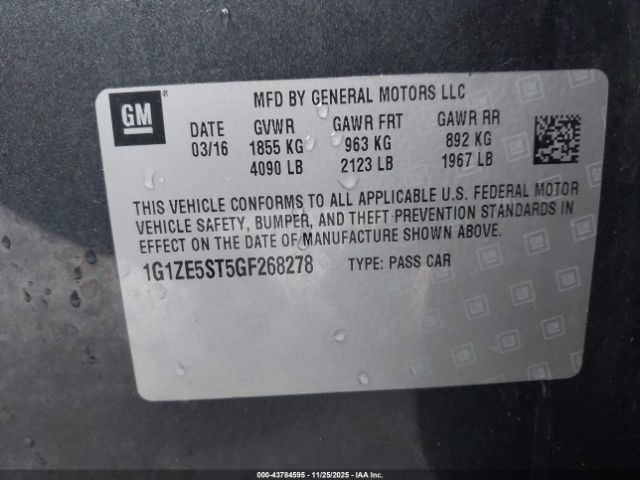 GM
MFD BY GENERAL MOTORS LLC
DATE GVWR GAWR FRT GAWR RR
03/16 1855 KG 963 KG 892 KG
4090 LB 2123 LB 1967 LB
THIS VEHICLE CONFORMS TO ALL APPLICABLE U.S. FEDERAL MOTOR
VEHICLE SAFETY, BUMPER, AND THEFT PREVENTION STANDARDS IN
EFFECT ON THE DATE OF MANUFACTURE SHOWN ABOVE.
1G1ZE5ST5GF268278 TYPE: PASS CAR
000-43784595 - 11/25/2025 - IAA Inc.